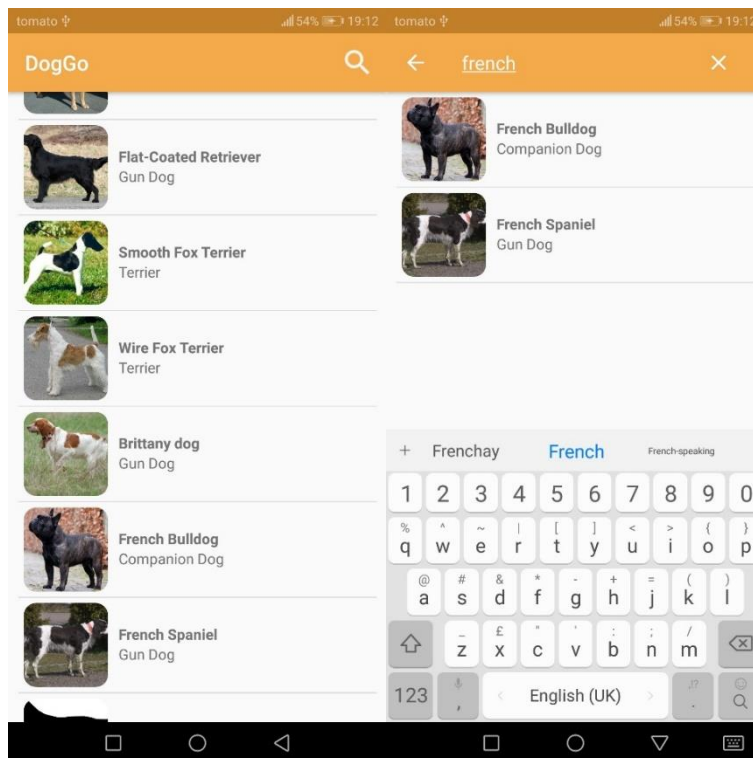 tomato 54% 19:12
DogGo
Flat-Coated Retriever
Gun Dog
Smooth Fox Terrier
Terrier
Wire Fox Terrier
Terrier
Brittany dog
Gun Dog
French Bulldog
Companion Dog
French Spaniel
Gun Dog
tomato 54% 19:12
french
French Bulldog
Companion Dog
French Spaniel
Gun Dog
+ Frenchay French French-speaking
1 2 3 4 5 6 7 8 9 0
% ^ ~ | [ ] < > { }
q w e r t y u i o p
@ # & * - + = ( )
a s d f g h j k l
_ £ " ' : ; /
z x c v b n m
123 , < English (UK) > .,!?